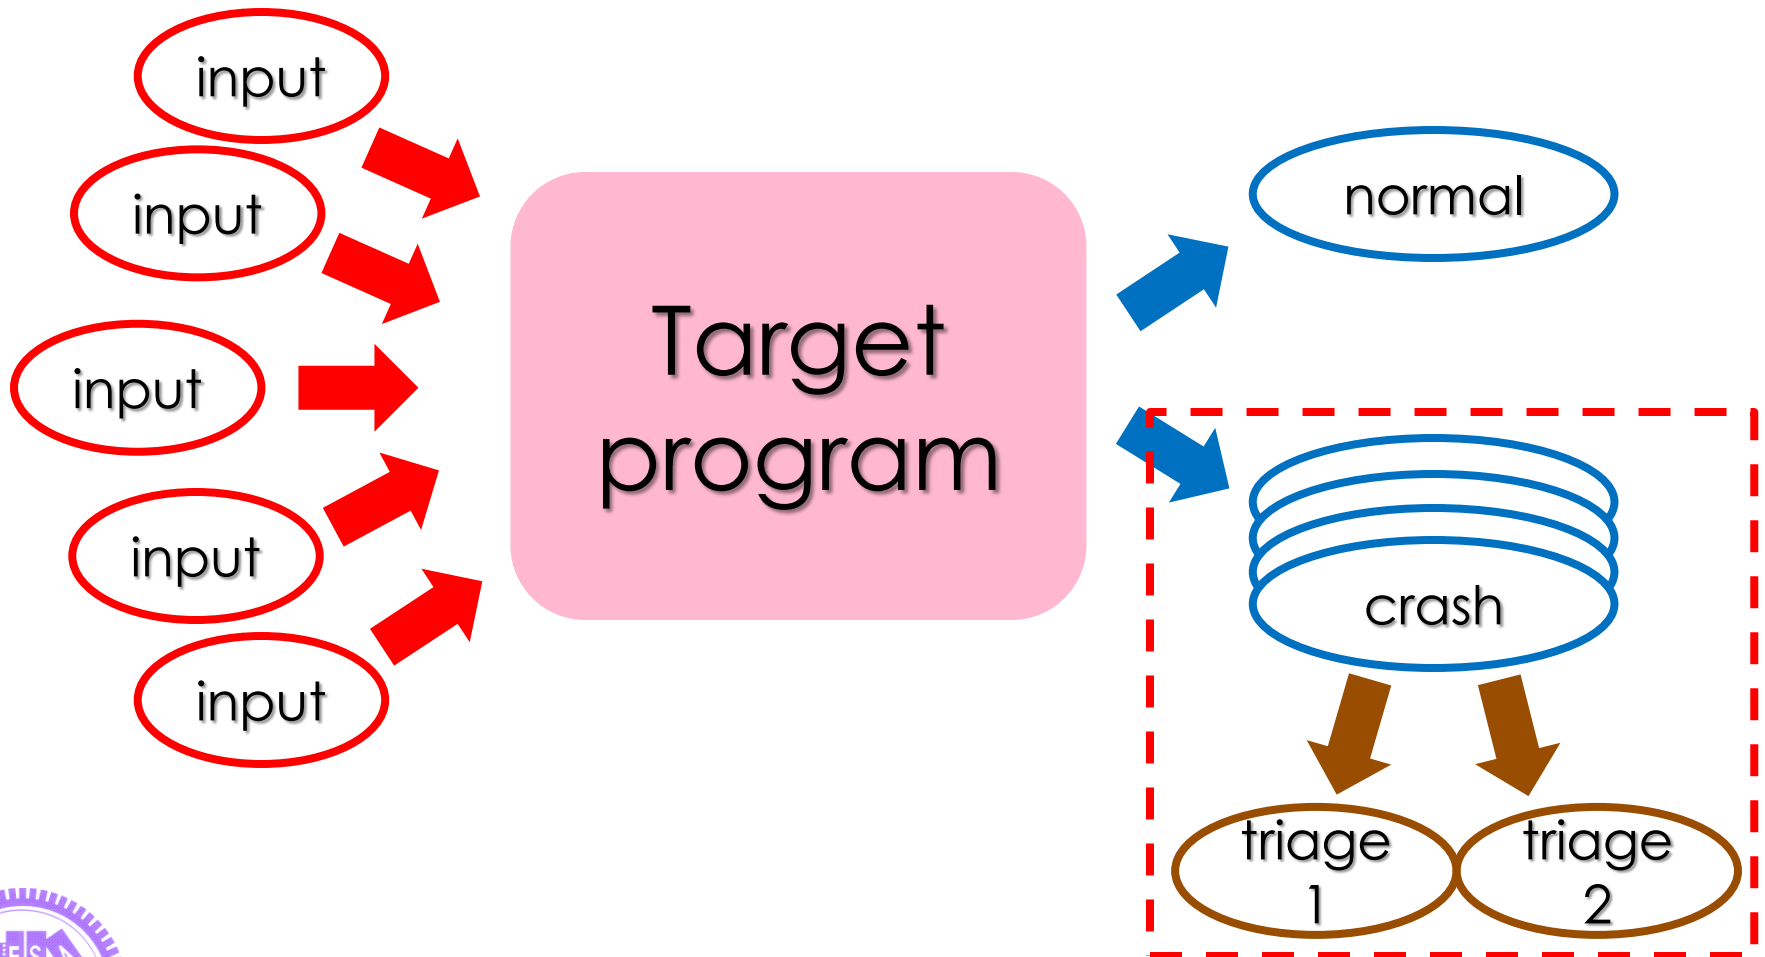 input
input
input
input
input
Target
program
normal
crash
triage
1
triage
2